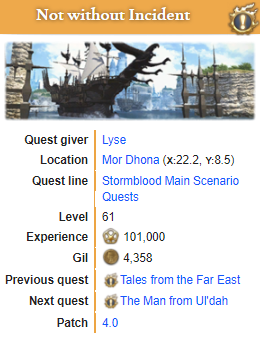 Not without Incident
Quest giver Lyse
Location Mor Dhona (X:22.2, Y:8.5)
Quest line Stormblood Main Scenario
Quests
Level 61
Experience 101,000
Gil 4,358
Previous quest Tales from the Far East
Next quest The Man from Ul'dah
Patch 4.0